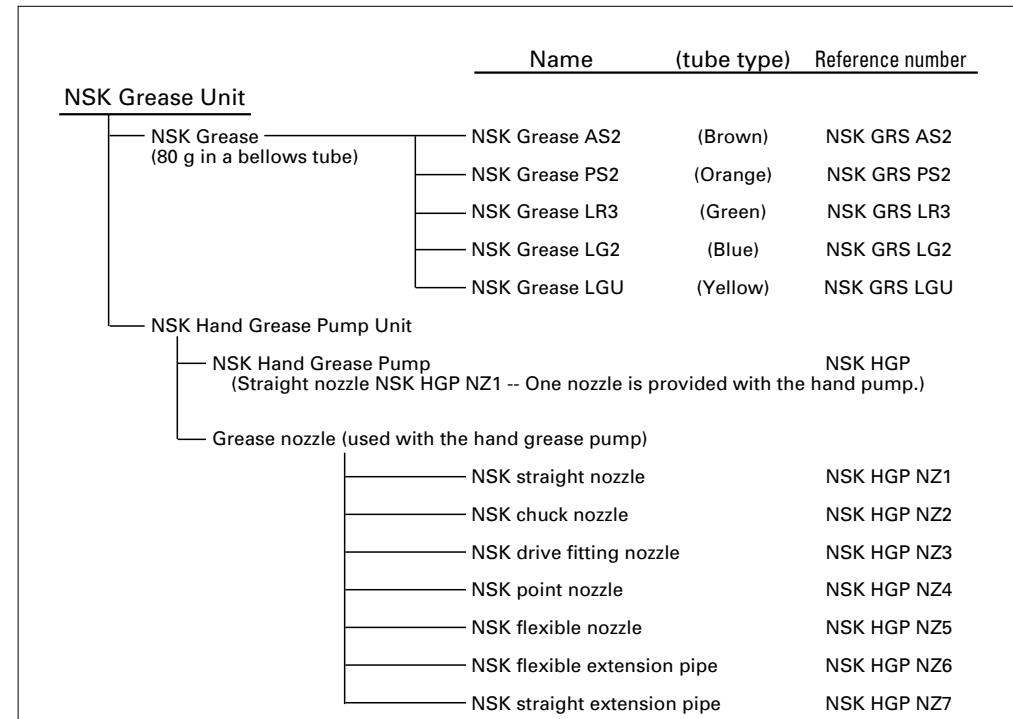 Name (tube type) Reference number
NSK Grease Unit
NSK Grease NSK Grease AS2 (Brown) NSK GRS AS2
(80 g in a bellows tube)
NSK Grease PS2 (Orange) NSK GRS PS2
NSK Grease LR3 (Green) NSK GRS LR3
NSK Grease LG2 (Blue) NSK GRS LG2
NSK Grease LGU (Yellow) NSK GRS LGU
NSK Hand Grease Pump Unit
NSK Hand Grease Pump NSK HGP
(Straight nozzle NSK HGP NZ1 -- One nozzle is provided with the hand pump.)
Grease nozzle (used with the hand grease pump)
NSK straight nozzle NSK HGP NZ1
NSK chuck nozzle NSK HGP NZ2
NSK drive fitting nozzle NSK HGP NZ3
NSK point nozzle NSK HGP NZ4
NSK flexible nozzle NSK HGP NZ5
NSK flexible extension pipe NSK HGP NZ6
NSK straight extension pipe NSK HGP NZ7